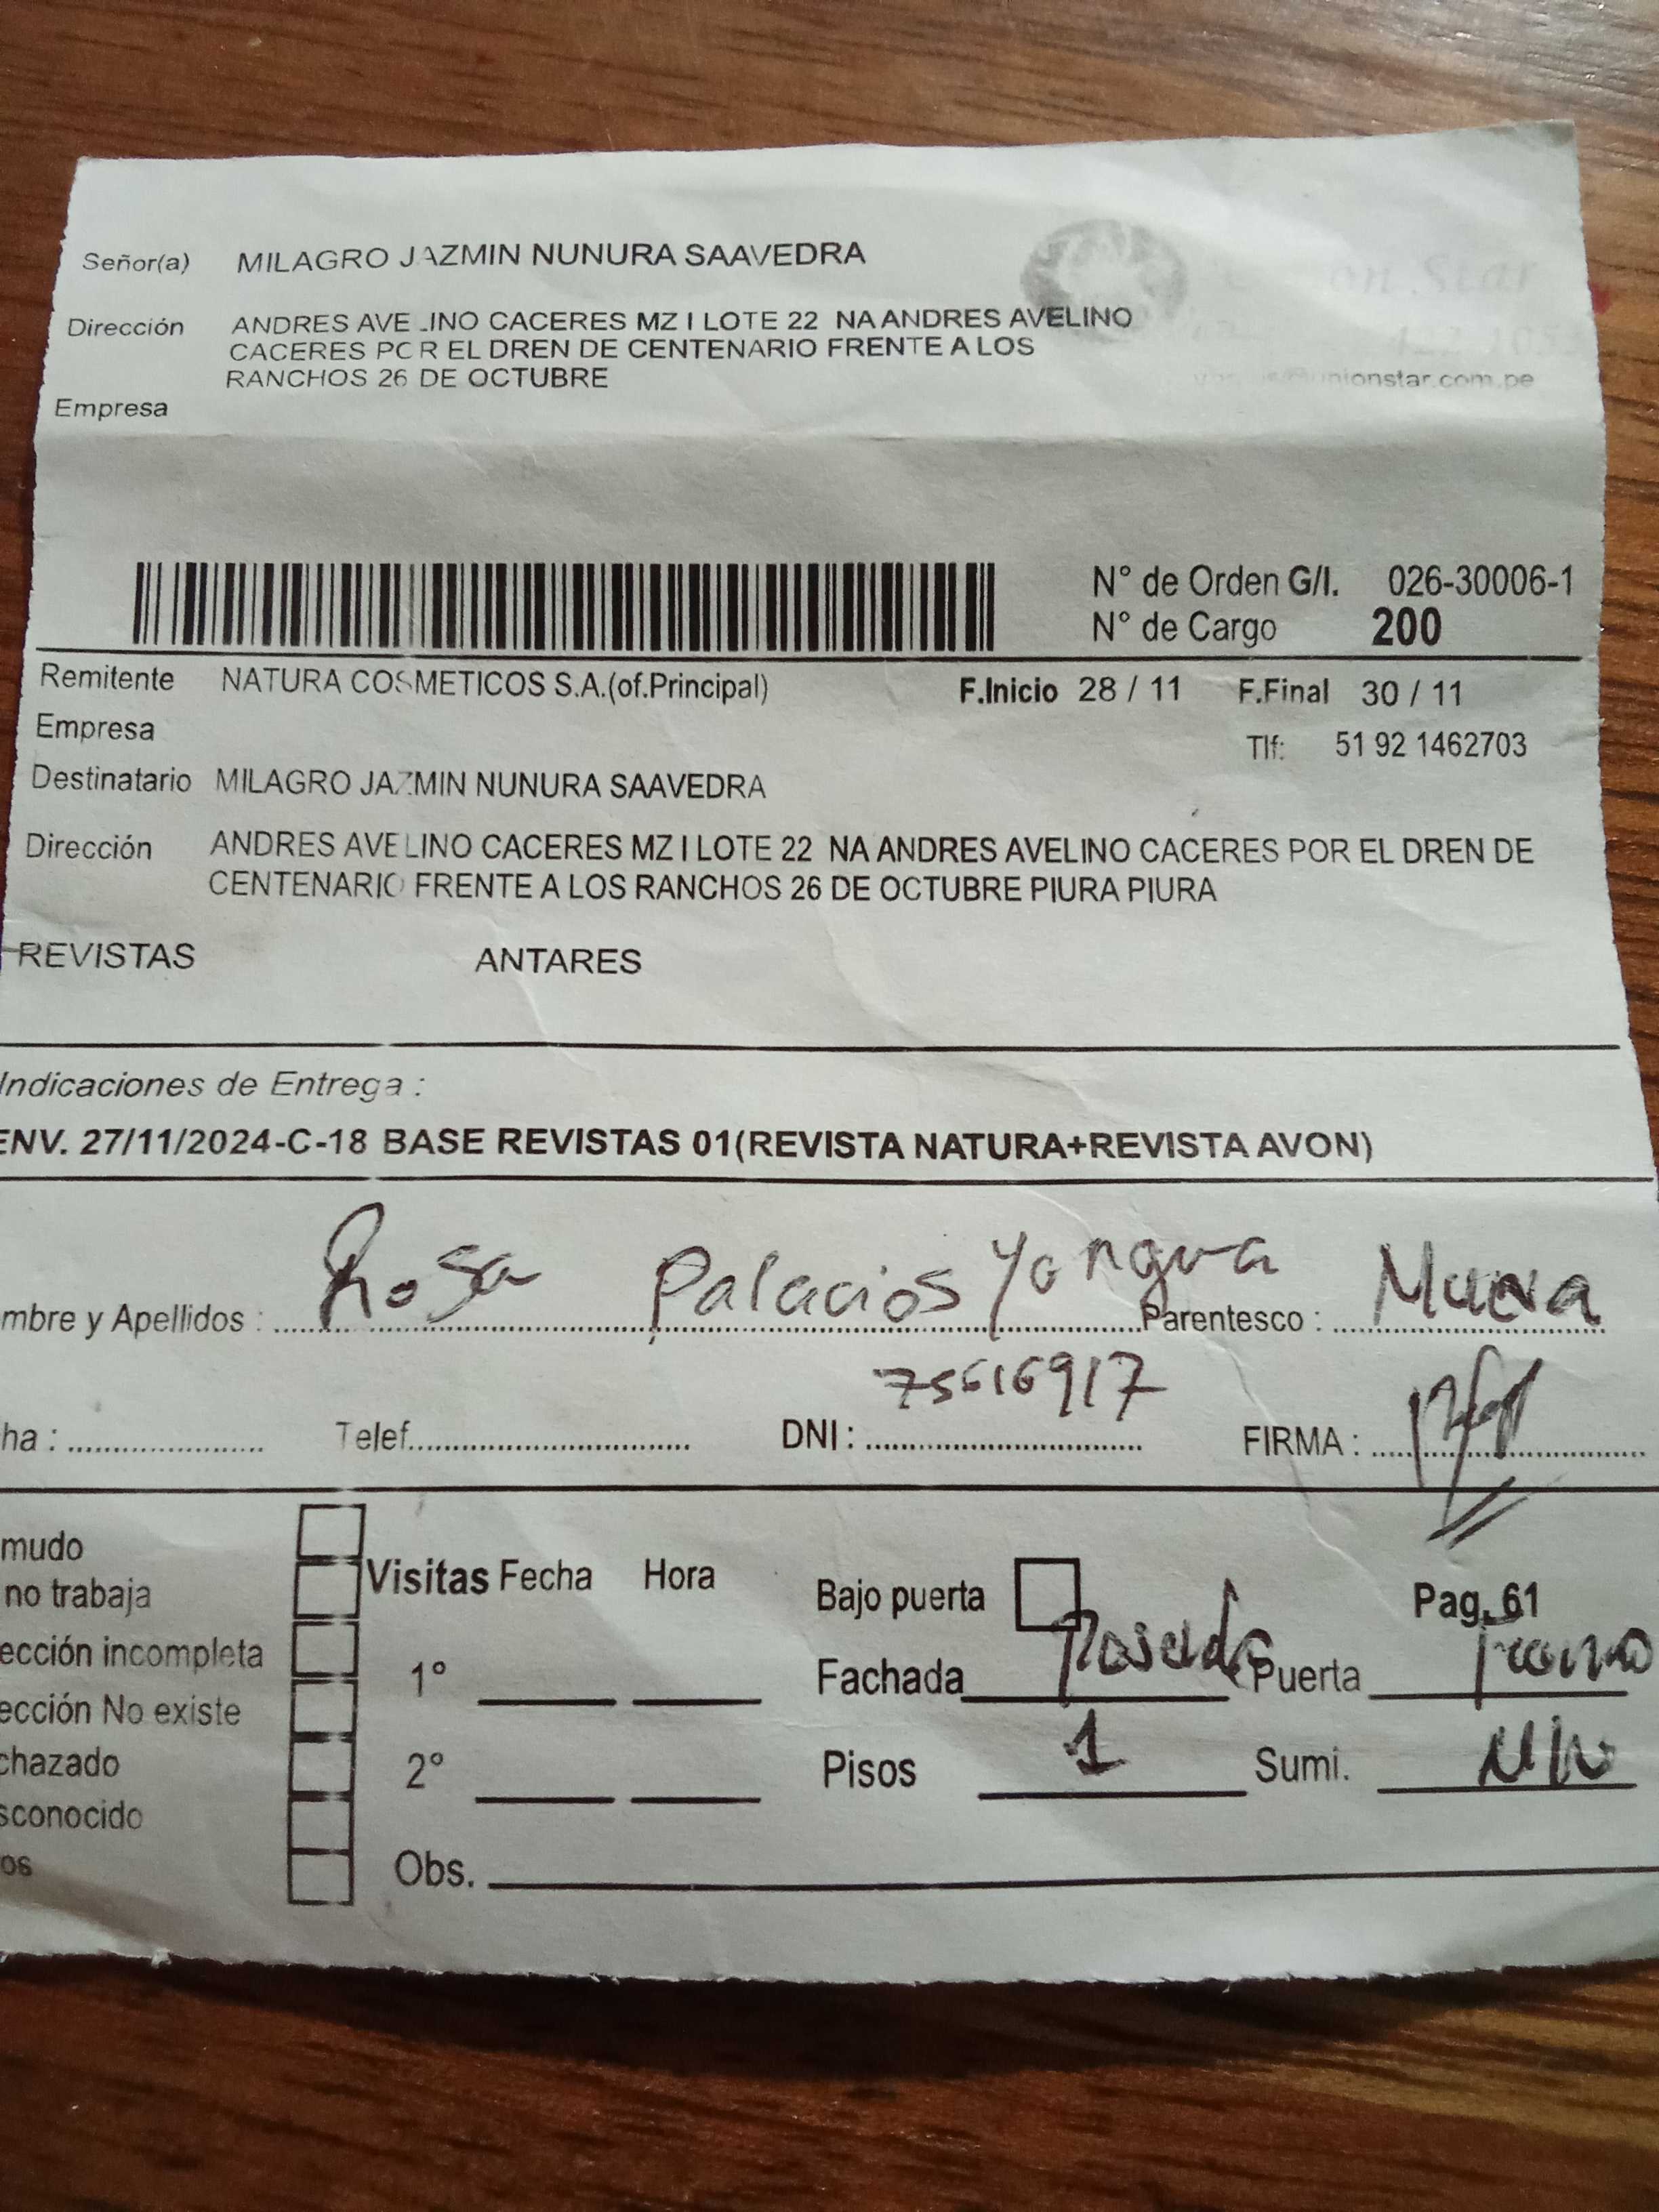 Señor(a) MILAGRO JAZMIN NUNURA SAAVEDRA
Dirección ANDRES AVELINO CACERES MZ I LOTE 22 NA ANDRES AVELINO
CACERES POR EL DREN DE CENTENARIO FRENTE A LOS
RANCHOS 26 DE OCTUBRE
Star
unionstar.com.pe
Empresa
N° de Orden G/I. 026-30006-1
N° de Cargo 200
Remitente NATURA COSMETICOS S.A.(of.Principal) F.Inicio 28 / 11 F.Final 30 / 11
Empresa Tlf: 51 92 1462703
Destinatario MILAGRO JAZMIN NUNURA SAAVEDRA
Dirección ANDRES AVELINO CACERES MZ I LOTE 22 NA ANDRES AVELINO CACERES POR EL DREN DE
CENTENARIO FRENTE A LOS RANCHOS 26 DE OCTUBRE PIURA PIURA
REVISTAS ANTARES
Indicaciones de Entrega :
ENV. 27/11/2024-C-18 BASE REVISTAS 01(REVISTA NATURA+REVISTA AVON)
mbre y Apellidos : Rosa Palacios Yangua Parentesco : Nuera
ha : Telef. DNI : 75616917 FIRMA :
mudo
no trabaja Visitas Fecha Hora Bajo puerta Pag. 61
ección incompleta 1° Fachada Rosada Puerta
ección No existe
chazado 2° Pisos 1 Sumi.
sconocido
os Obs.